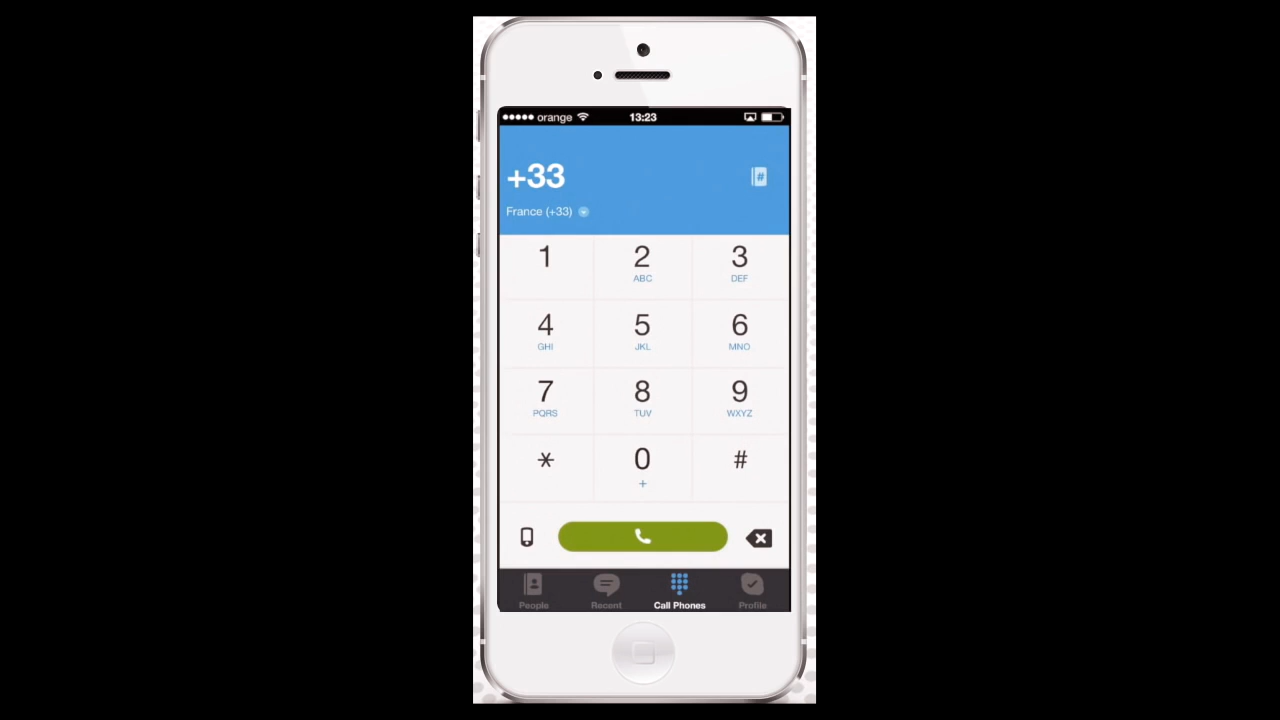 orange 13:23
+33 #
France (+33)
1 2 3
ABC DEF
4 5 6
GHI JKL MNO
7 8 9
PQRS TUV WXYZ
* 0 #
+
People Recent Call Phones Profile